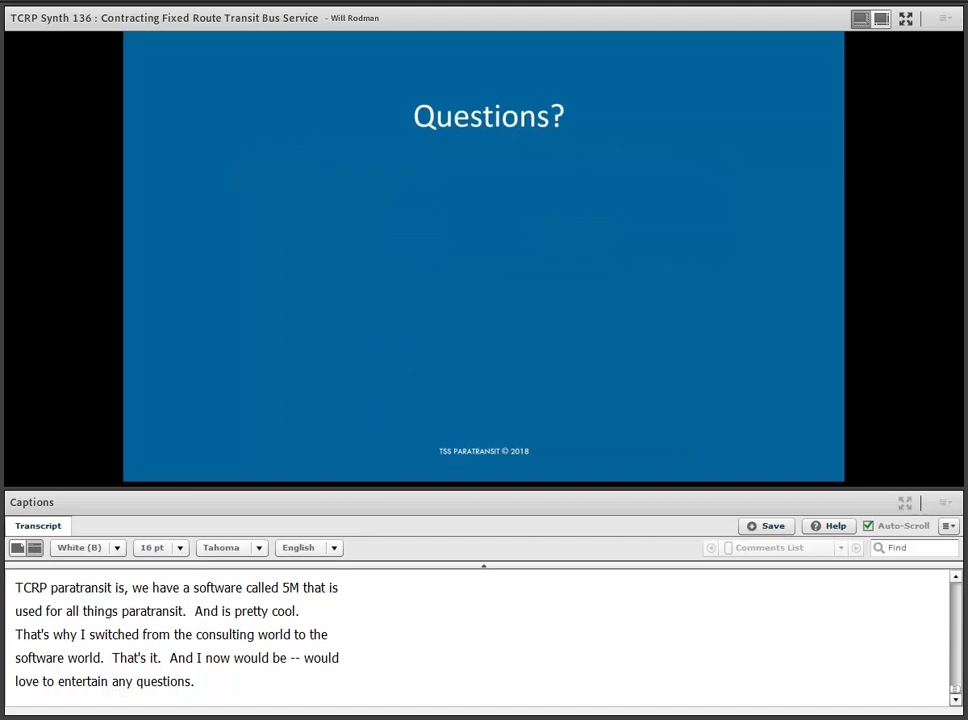 TCRP Synth 136 : Contracting Fixed Route Transit Bus Service - Will Rodman
Questions?
TSS PARATRANSIT © 2018
Captions
Transcript
Save
Help
Auto-Scroll
White (B)
16 pt
Tahoma
English
Comments List
Find
TCRP paratransit is, we have a software called 5M that is
used for all things paratransit. And is pretty cool.
That's why I switched from the consulting world to the
software world. That's it. And I now would be -- would
love to entertain any questions.